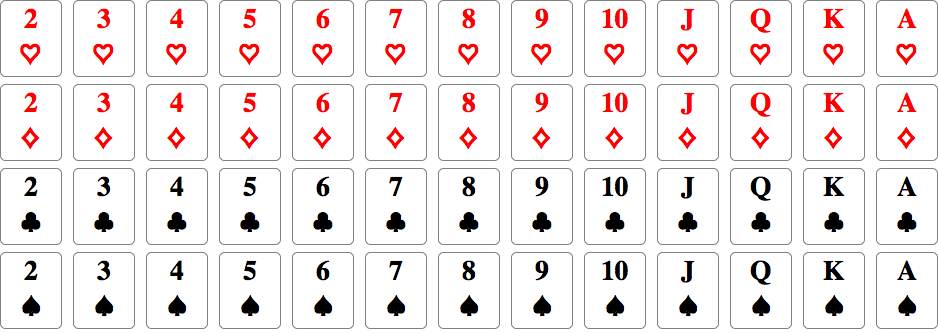 2 3 4 5 6 7 8 9 10 J Q K A
♡ ♡ ♡ ♡ ♡ ♡ ♡ ♡ ♡ ♡ ♡ ♡ ♡
2 3 4 5 6 7 8 9 10 J Q K A
♢ ♢ ♢ ♢ ♢ ♢ ♢ ♢ ♢ ♢ ♢ ♢ ♢
2 3 4 5 6 7 8 9 10 J Q K A
♣ ♣ ♣ ♣ ♣ ♣ ♣ ♣ ♣ ♣ ♣ ♣ ♣
2 3 4 5 6 7 8 9 10 J Q K A
♠ ♠ ♠ ♠ ♠ ♠ ♠ ♠ ♠ ♠ ♠ ♠ ♠